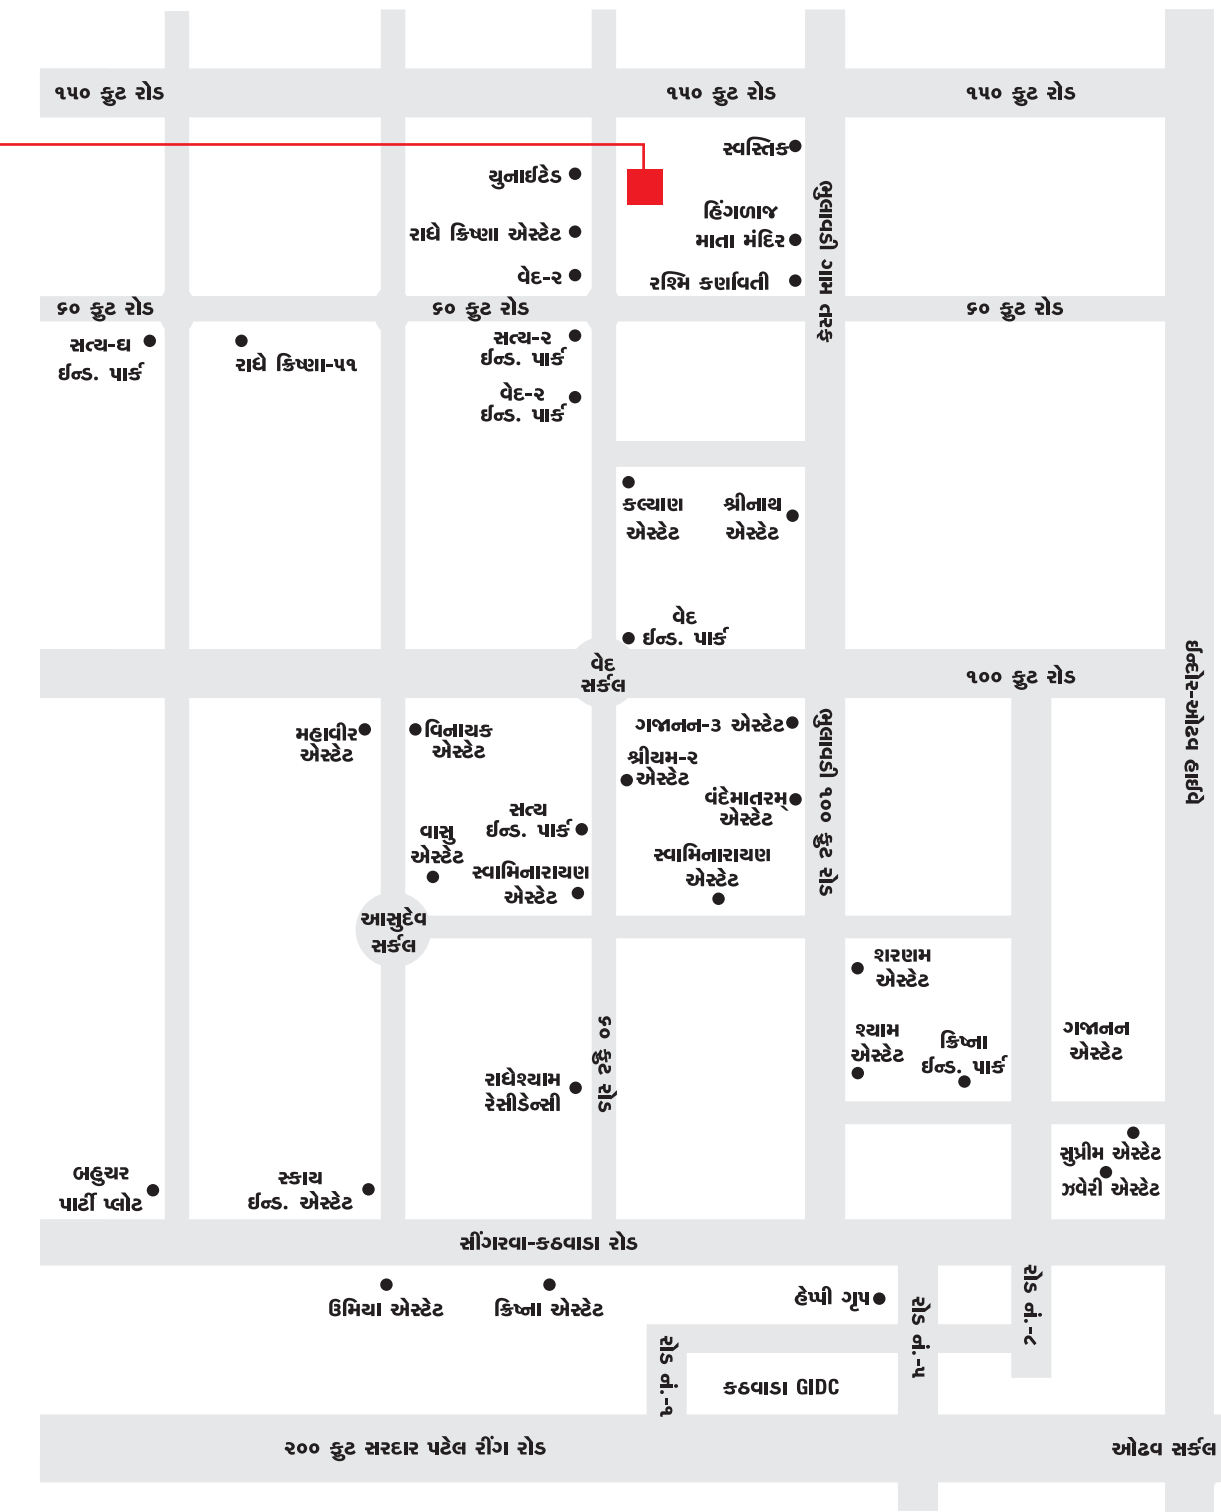 ૧૫૦ ફુટ રોડ
૧૫૦ ફુટ રોડ
૧૫૦ ફુટ રોડ
સ્વસ્તિક
યુનાઈટેડ
હિંગળાજ
માતા મંદિર
રાધે ક્રિષ્ણા એસ્ટેટ
વેદ-૨
રશ્મિ કર્ણાવતી
ભુલાવડી ગામ તરફ
૬૦ ફુટ રોડ
૬૦ ફુટ રોડ
૬૦ ફુટ રોડ
સત્ય-ઘ
ઈન્ડ. પાર્ક
રાધે ક્રિષ્ણા-૫૧
સત્ય-૨
ઈન્ડ. પાર્ક
વેદ-૨
ઈન્ડ. પાર્ક
કલ્યાણ
એસ્ટેટ
શ્રીનાથ
એસ્ટેટ
વેદ
ઈન્ડ. પાર્ક
વેદ
સર્કલ
૧૦૦ ફુટ રોડ
ઈન્દોર-ઓઢવ હાઈવે
મહાવીર
એસ્ટેટ
વિનાયક
એસ્ટેટ
ગજાનન-૩ એસ્ટેટ
શ્રીયમ-૨
એસ્ટેટ
વંદેમાતરમ્
એસ્ટેટ
ભુલાવડી ૧૦૦ ફુટ રોડ
સત્ય
ઈન્ડ. પાર્ક
વાસુ
એસ્ટેટ
સ્વામિનારાયણ
એસ્ટેટ
સ્વામિનારાયણ
એસ્ટેટ
આસુદેવ
સર્કલ
શરણમ
એસ્ટેટ
૬૦ ફુટ રોડ
શ્યામ
એસ્ટેટ
ક્રિષ્ના
ઈન્ડ. પાર્ક
ગજાનન
એસ્ટેટ
રાધેશ્યામ
રેસીડેન્સી
સુપ્રીમ એસ્ટેટ
ઝવેરી એસ્ટેટ
બહુચર
પાર્ટી પ્લોટ
સ્કાય
ઈન્ડ. એસ્ટેટ
સીંગરવા-કઠવાડા રોડ
ઉમિયા એસ્ટેટ
ક્રિષ્ના એસ્ટેટ
હેપ્પી ગૃપ
રોડ નં.-૧
રોડ નં.-૫
રોડ નં.-૮
કઠવાડા GIDC
૨૦૦ ફુટ સરદાર પટેલ રીંગ રોડ
ઓઢવ સર્કલ